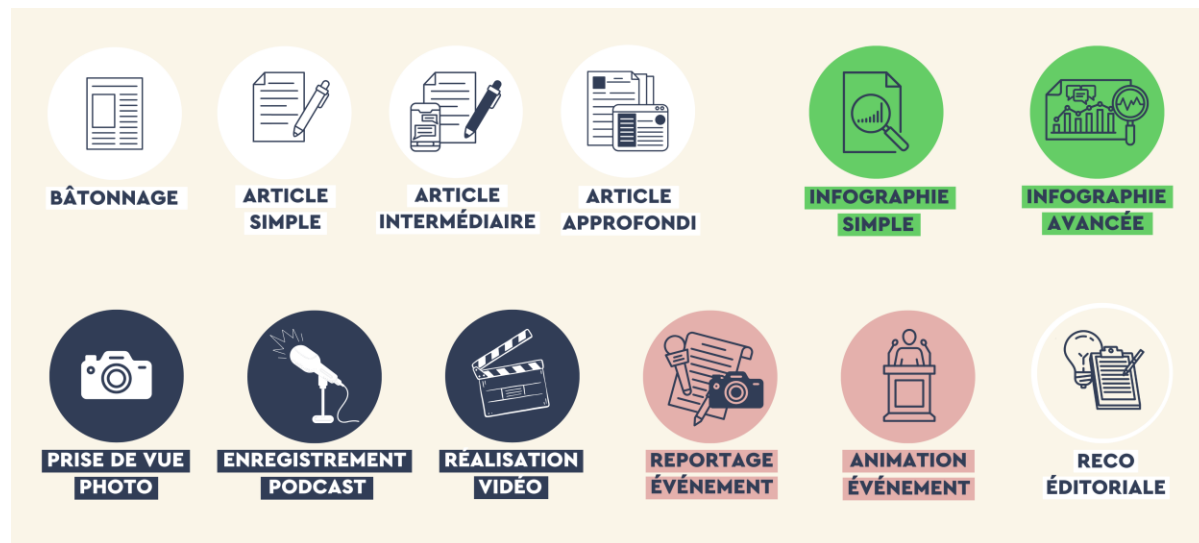 BÂTONNAGE
ARTICLE
SIMPLE
ARTICLE
INTERMÉDIAIRE
ARTICLE
APPROFONDI
INFOGRAPHIE
SIMPLE
INFOGRAPHIE
AVANCÉE
PRISE DE VUE
PHOTO
ENREGISTREMENT
PODCAST
RÉALISATION
VIDÉO
REPORTAGE
ÉVÉNEMENT
ANIMATION
ÉVÉNEMENT
RECO
ÉDITORIALE